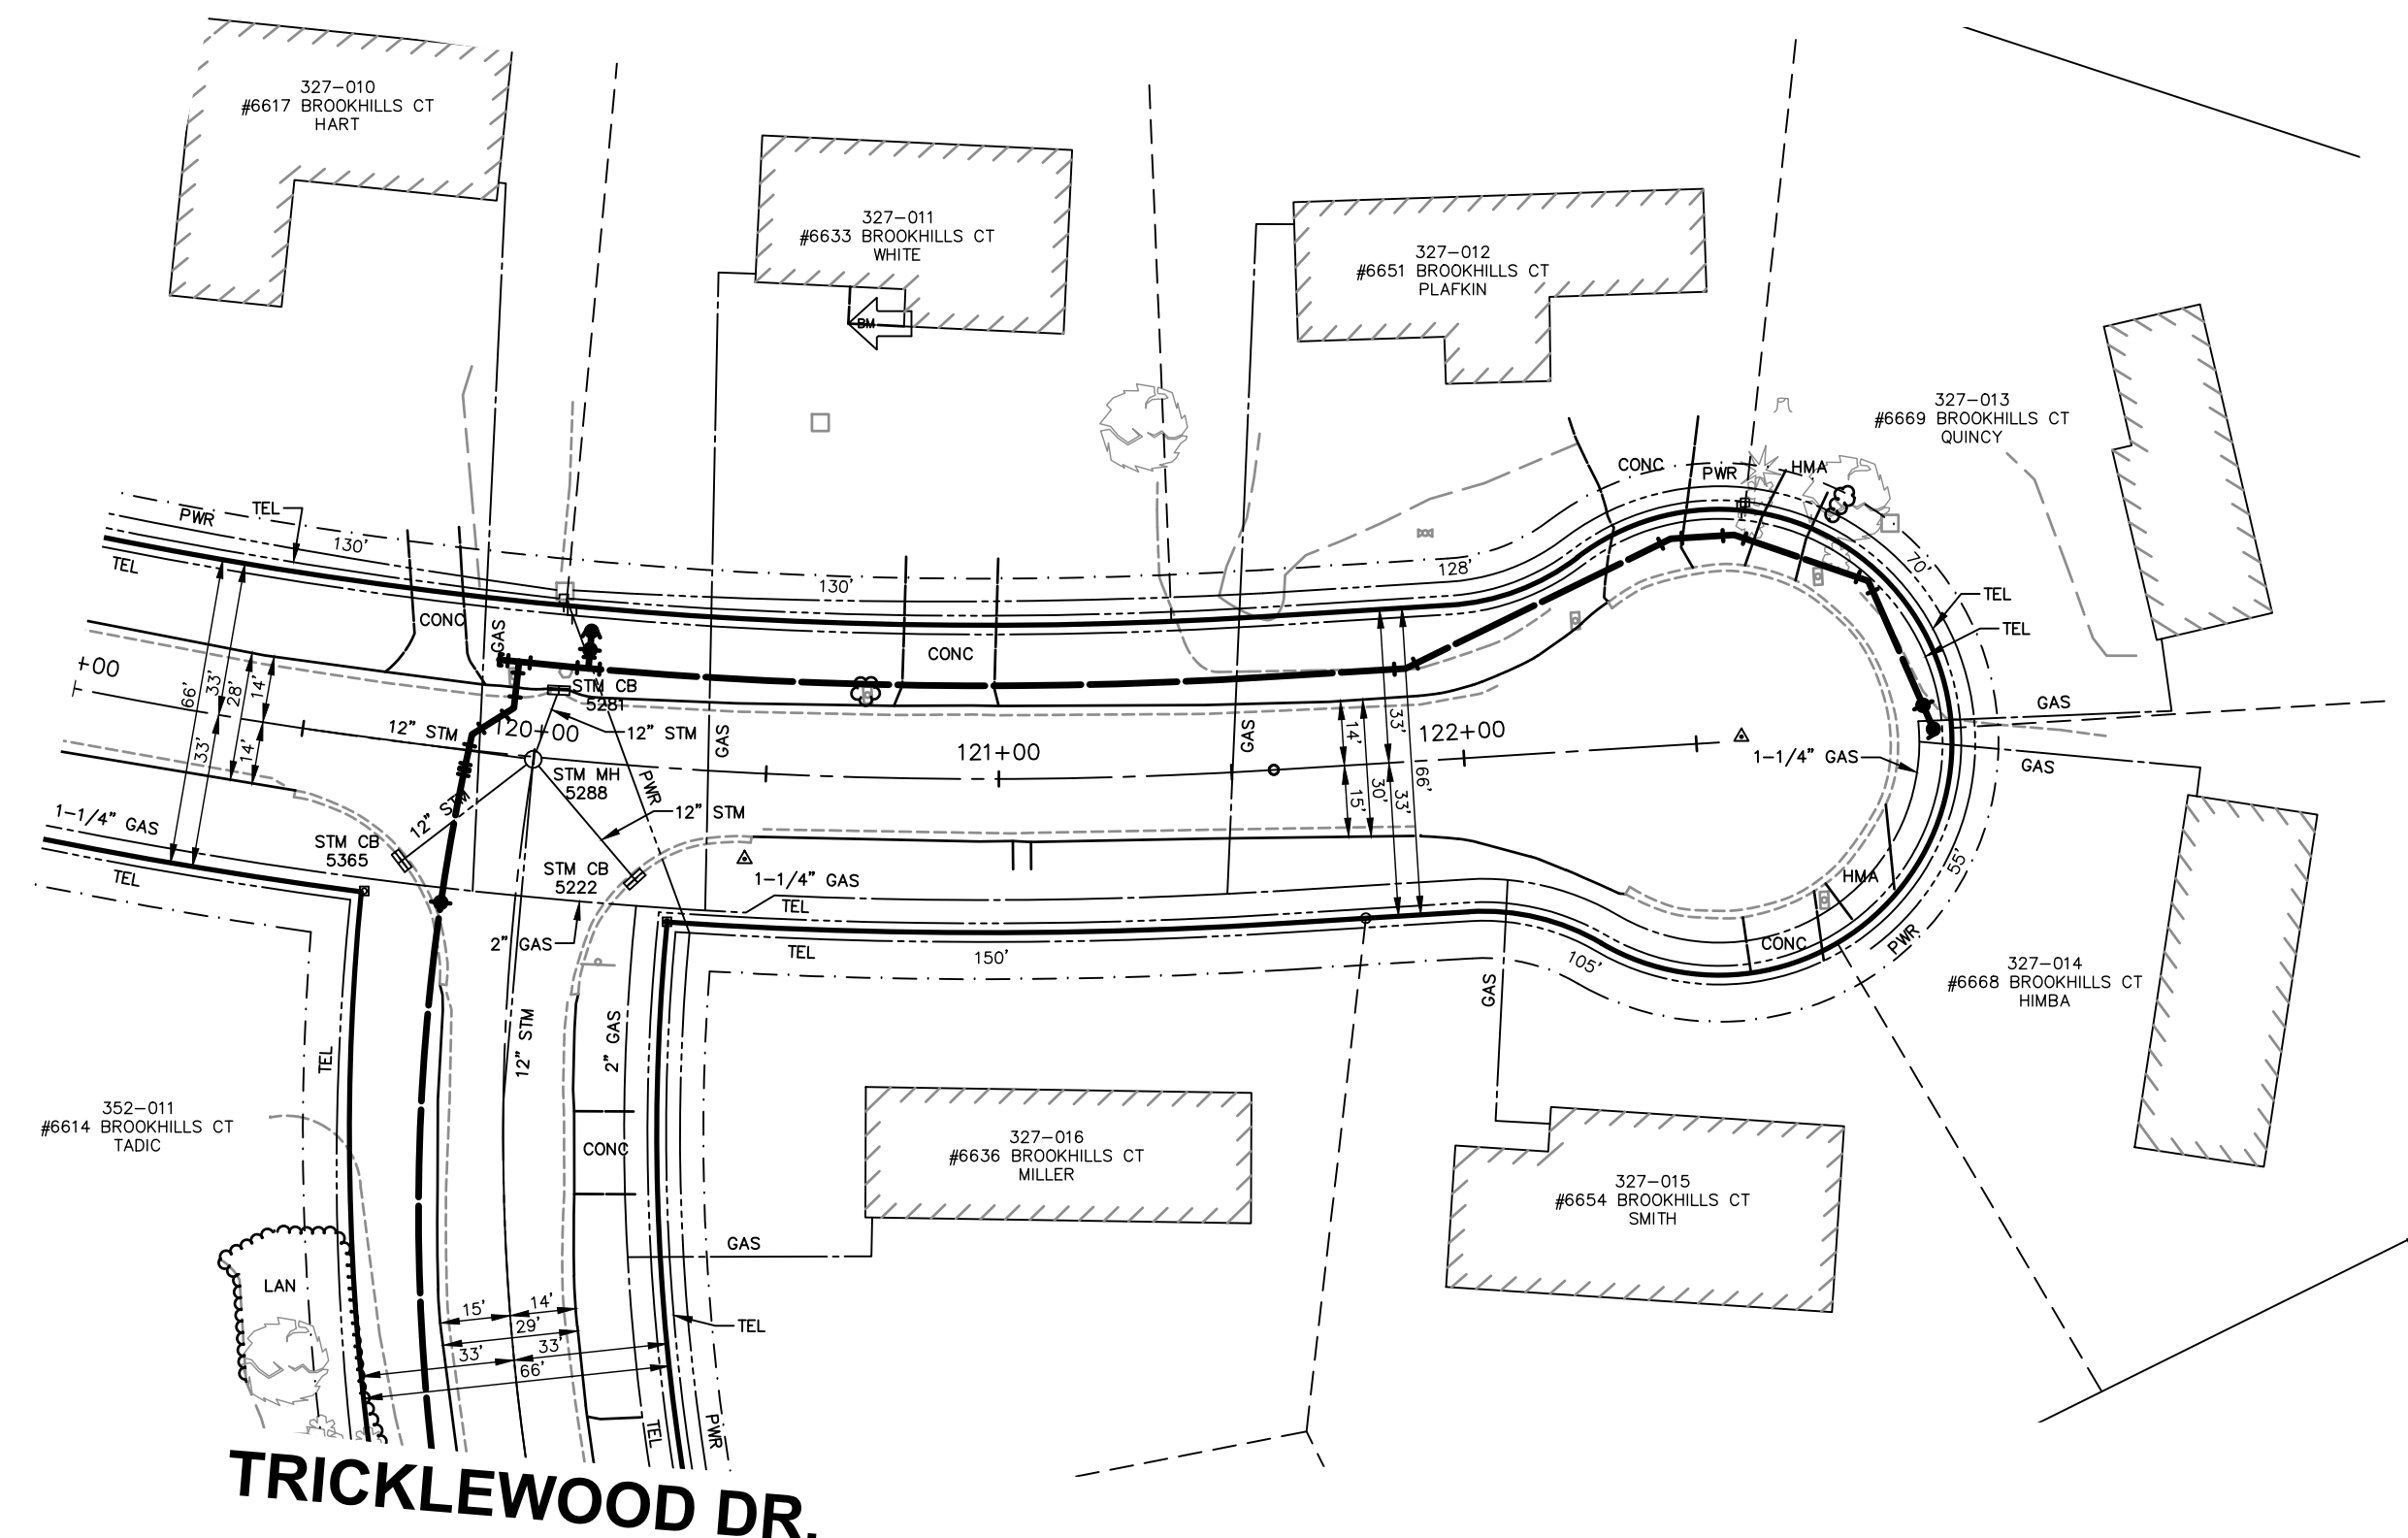 327-010
#6617 BROOKHILLS CT
HART
327-011
#6633 BROOKHILLS CT
WHITE
BM
327-012
#6651 BROOKHILLS CT
PLAFKIN
327-013
#6669 BROOKHILLS CT
QUINCY
CONC
PWR
HMA
TEL
PWR
130'
TEL
130'
128'
70'
TEL
TEL
CONC
GAS
CONC
+00
66'
33'
28'
14'
33'
14'
STM CB
5281
12" STM
120+00
12" STM
GAS
121+00
GAS
14'
33'
122+00
66'
15'
30'
33'
1-1/4" GAS
GAS
GAS
STM MH
5288
PWR
12" STM
12" STM
1-1/4" GAS
STM CB
5365
TEL
STM CB
5222
1-1/4" GAS
TEL
2" GAS
TEL
150'
105'
GAS
HMA
CONC
55'
PWR
327-014
#6668 BROOKHILLS CT
HIMBA
TEL
12" STM
2" GAS
352-011
#6614 BROOKHILLS CT
TADIC
CONC
327-016
#6636 BROOKHILLS CT
MILLER
327-015
#6654 BROOKHILLS CT
SMITH
GAS
LAN
15'
14'
29'
33'
33'
66'
TEL
TEL
PWR
TRICKLEWOOD DR.